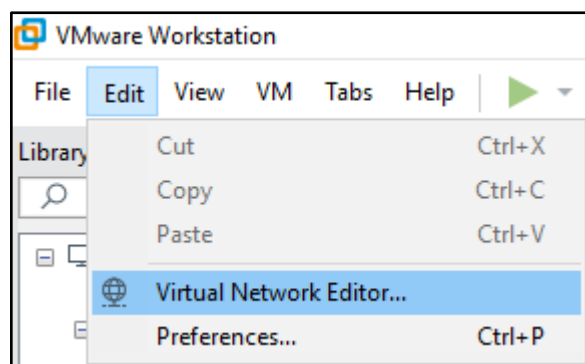 VMware Workstation
File Edit View VM Tabs Help
Library
Cut Ctrl+X
Copy Ctrl+C
Paste Ctrl+V
Virtual Network Editor...
Preferences... Ctrl+P